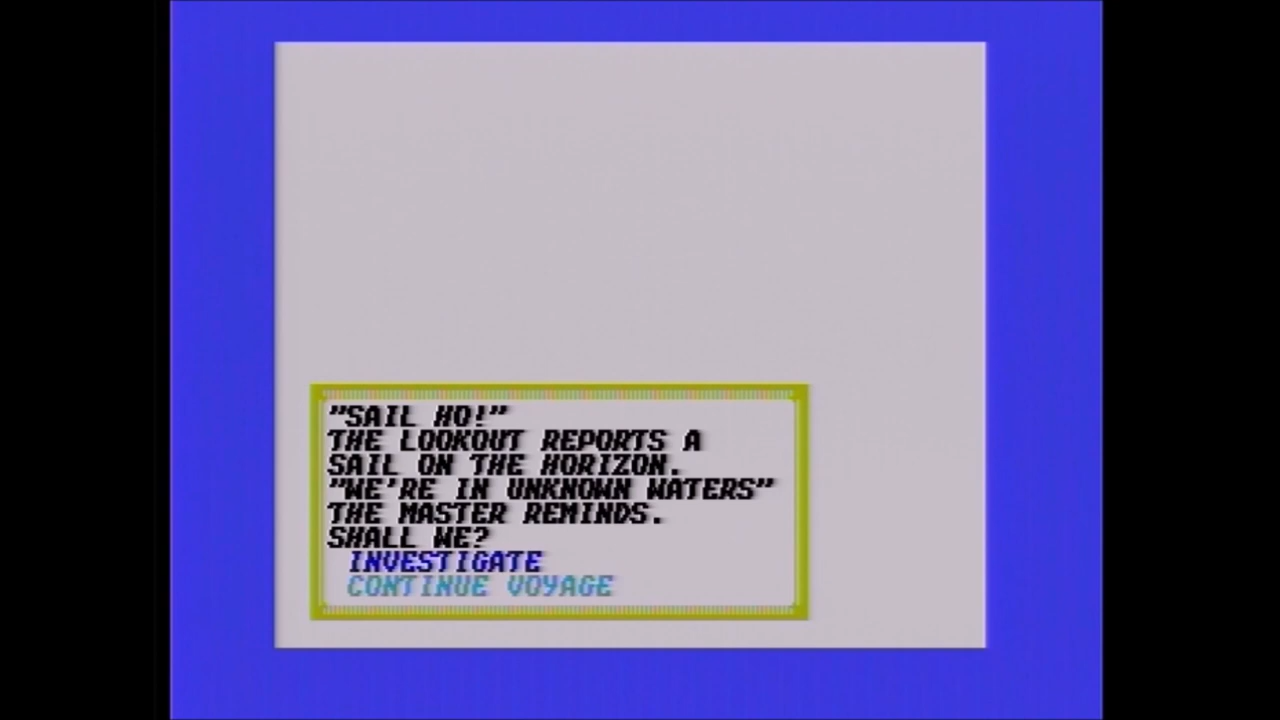 "SAIL HO!"
THE LOOKOUT REPORTS A
SAIL ON THE HORIZON.
"WE'RE IN UNKNOWN WATERS"
THE MASTER REMINDS.
SHALL WE?
INVESTIGATE
CONTINUE VOYAGE